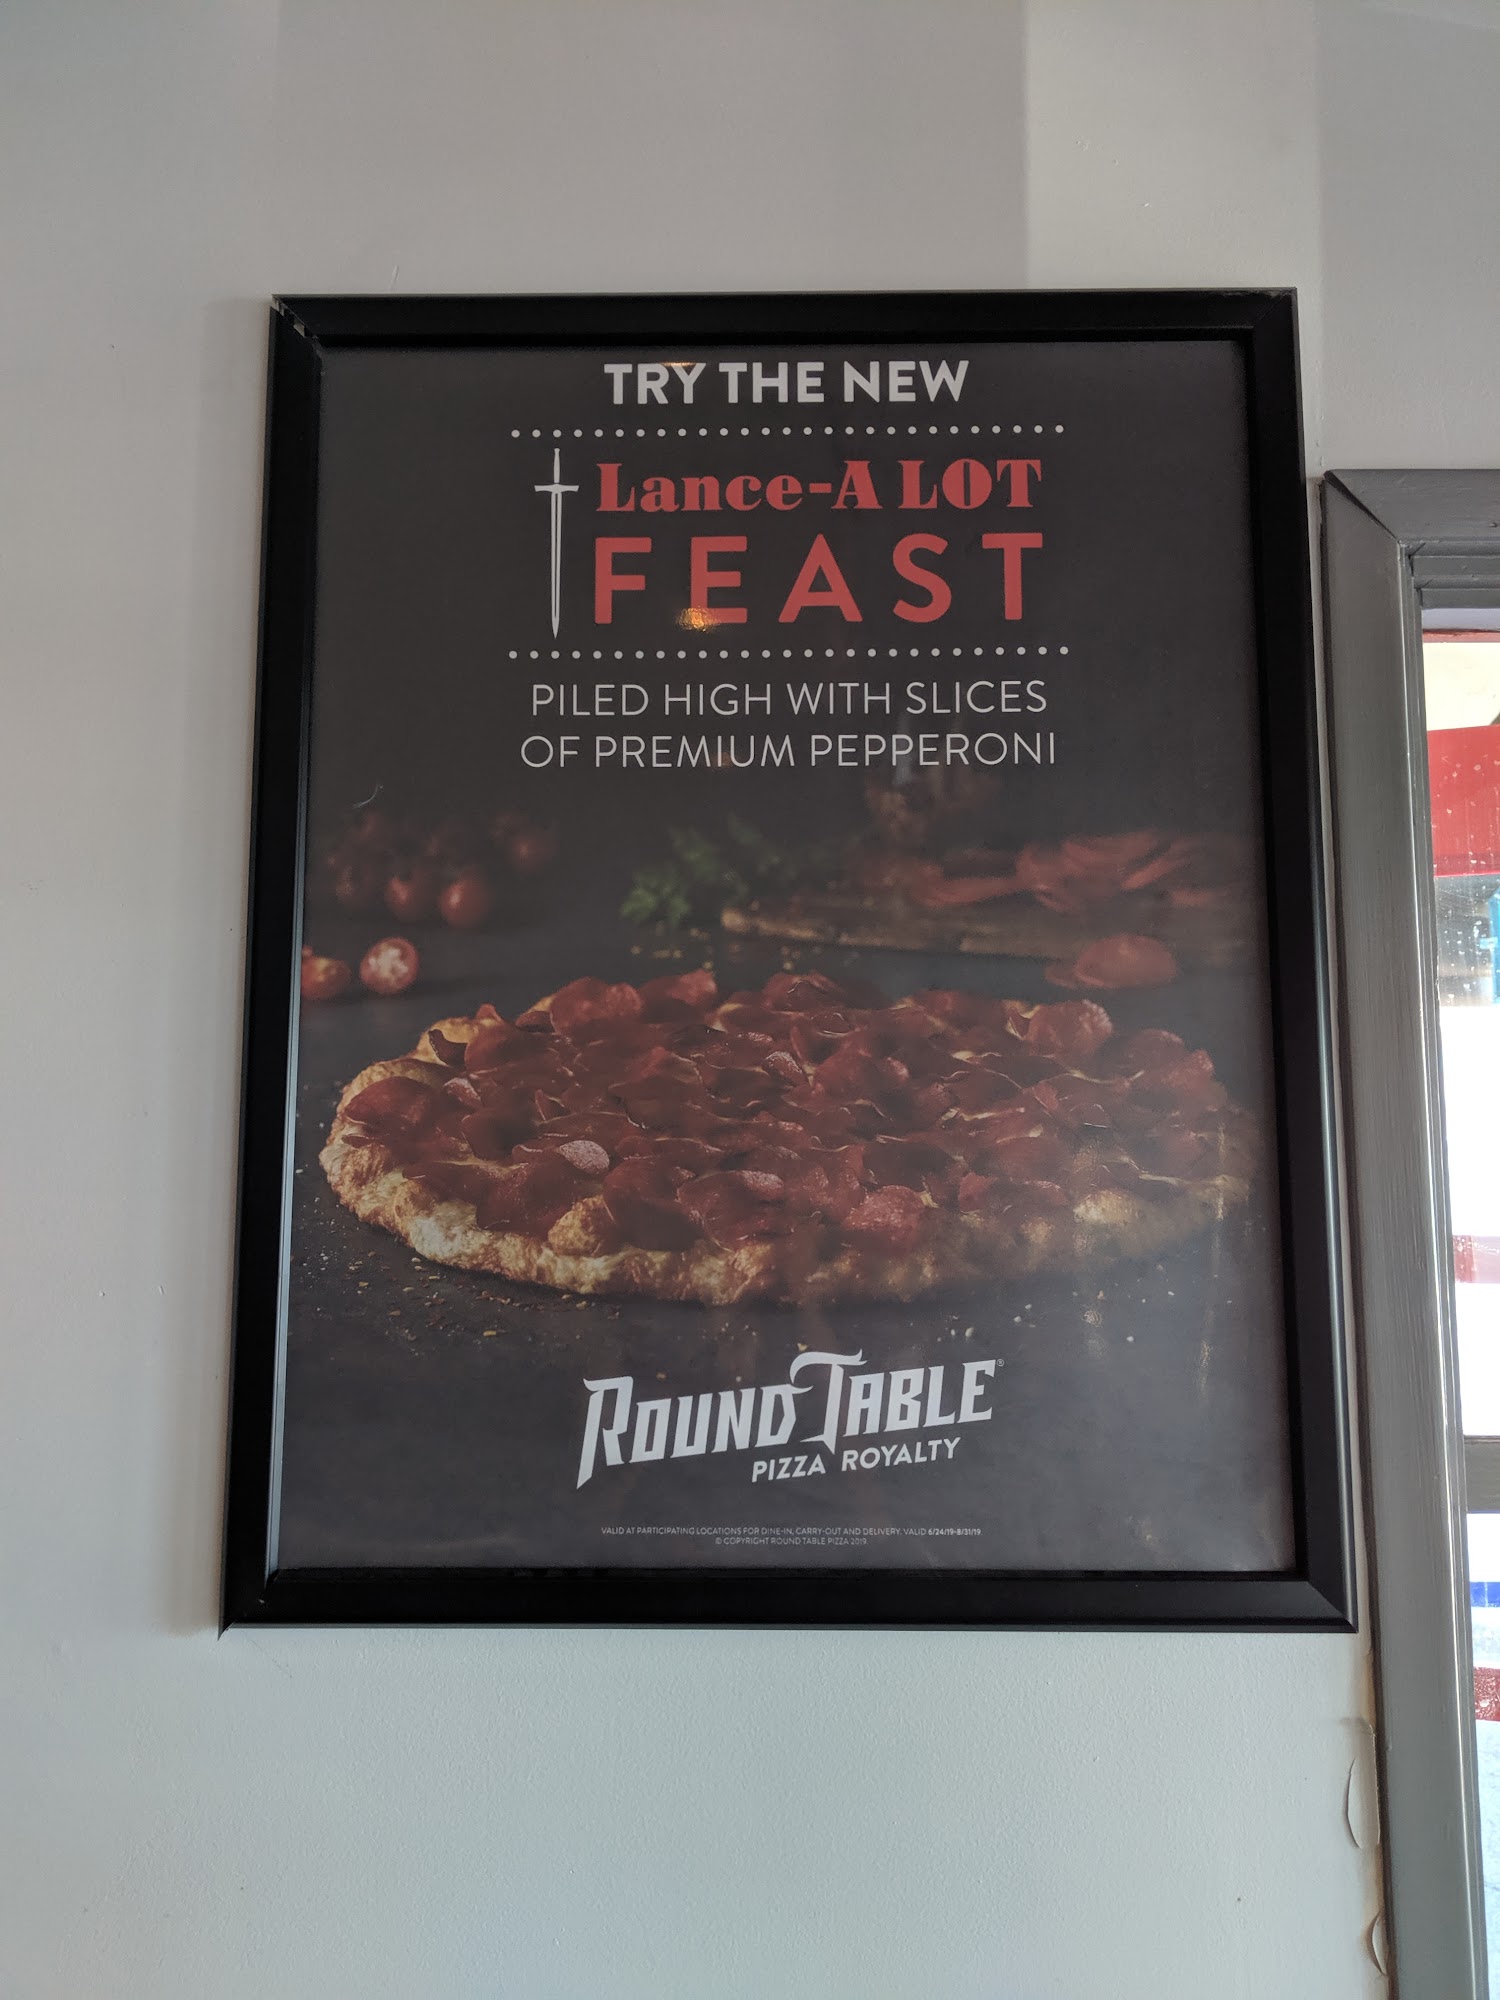 TRY THE NEW
Lance-A LOT
FEAST
PILED HIGH WITH SLICES
OF PREMIUM PEPPERONI
ROUND TABLE®
PIZZA ROYALTY
VALID AT PARTICIPATING LOCATIONS FOR DINE-IN, CARRY-OUT AND DELIVERY. VALID 6/24/19-8/31/19.
© COPYRIGHT ROUND TABLE PIZZA 2019.